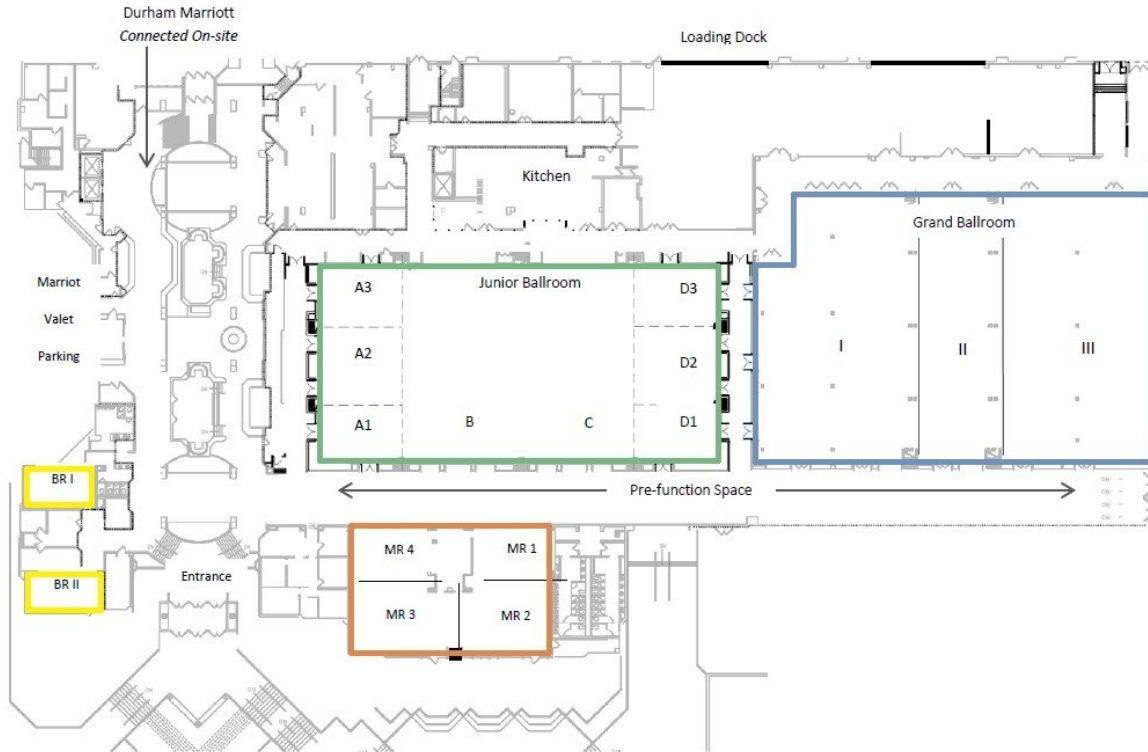 Durham Marriott
Connected On-site
Loading Dock
Kitchen
Grand Ballroom
Marriot
Valet
Parking
Junior Ballroom
A3
D3
A2
D2
I
II
III
A1
B
C
D1
BR I
Pre-function Space
MR 4
MR 1
BR II
Entrance
MR 3
MR 2